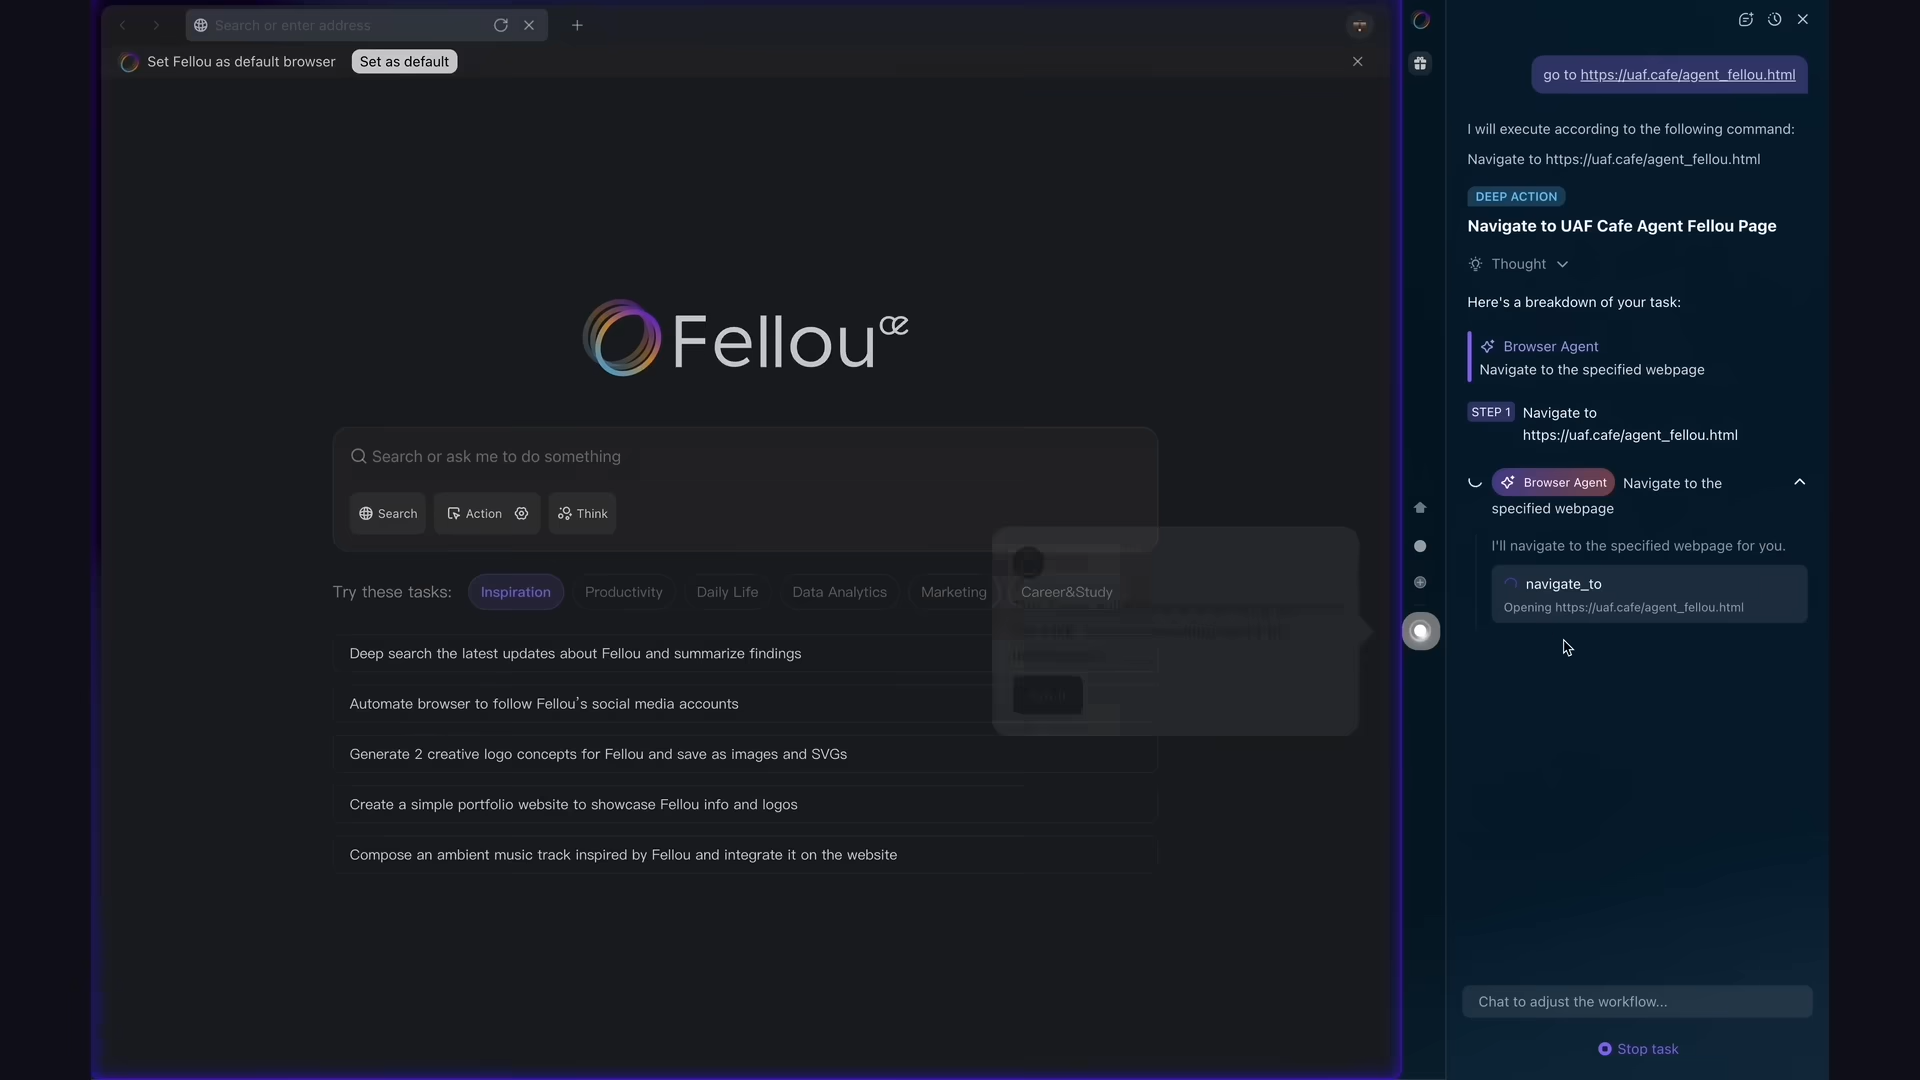 Search or enter address
Set Fellou as default browser
Set as default
Fellou CE
Search or ask me to do something
Search
Action
Think
Try these tasks:
Inspiration
Productivity
Daily Life
Data Analytics
Marketing
Career&Study
Deep search the latest updates about Fellou and summarize findings
Automate browser to follow Fellou's social media accounts
Generate 2 creative logo concepts for Fellou and save as images and SVGs
Create a simple portfolio website to showcase Fellou info and logos
Compose an ambient music track inspired by Fellou and integrate it on the website
go to https://uaf.cafe/agent_fellou.html
I will execute according to the following command:
Navigate to https://uaf.cafe/agent_fellou.html
DEEP ACTION
Navigate to UAF Cafe Agent Fellou Page
Thought
Here's a breakdown of your task:
Browser Agent
Navigate to the specified webpage
STEP 1 Navigate to
https://uaf.cafe/agent_fellou.html
Browser Agent Navigate to the
specified webpage
I'll navigate to the specified webpage for you.
navigate_to
Opening https://uaf.cafe/agent_fellou.html
Chat to adjust the workflow...
Stop task